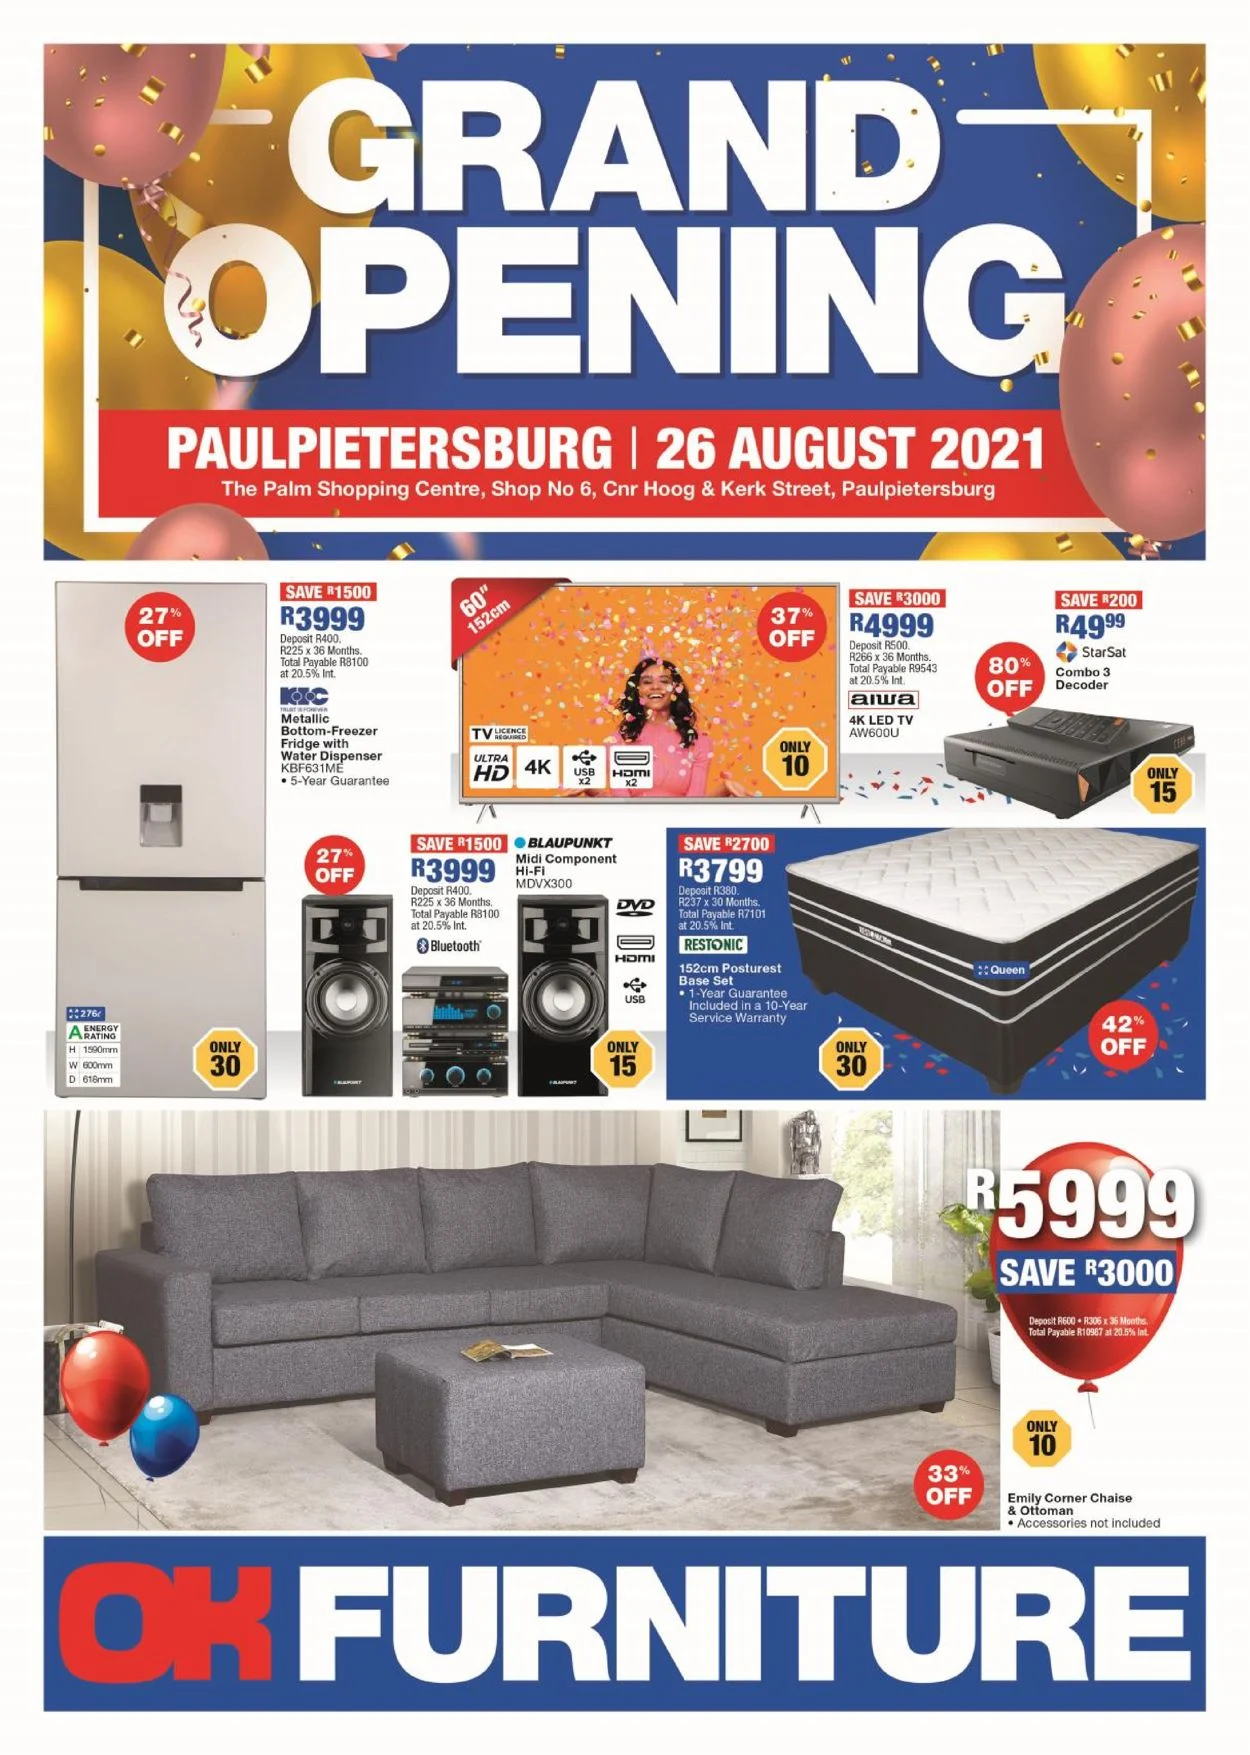 GRAND
OPENING
PAULPIETERSBURG | 26 AUGUST 2021
The Palm Shopping Centre, Shop No 6, Cnr Hoog & Kerk Street, Paulpietersburg
27% OFF
SAVE R1500
R3999
Deposit R400.
R225 x 36 Months.
Total Payable R8100
at 20.5% Int.
KIC
TRUST IS FOREVER
Metallic
Bottom-Freezer
Fridge with
Water Dispenser
KBF631ME
• 5-Year Guarantee
276ℓ
A ENERGY
RATING
H 1590mm
W 600mm
D 618mm
ONLY
30
60"
152cm
37%
OFF
TV LICENCE
REQUIRED
ULTRA
HD
4K
USB
x2
HDMI
x2
ONLY
10
SAVE R3000
R4999
Deposit R500.
R266 x 36 Months.
Total Payable R9543
at 20.5% Int.
aiwa
4K LED TV
AW600U
SAVE R200
R4999
StarSat
Combo 3
Decoder
80%
OFF
ONLY
15
27%
OFF
SAVE R1500
R3999
Deposit R400.
R225 x 36 Months.
Total Payable R8100
at 20.5% Int.
Bluetooth
BLAUPUNKT
Midi Component
Hi-Fi
MDVX300
DVD
HDMI
USB
BLAUPUNKT
BLAUPUNKT
ONLY
15
SAVE R2700
R3799
Deposit R380.
R237 x 30 Months.
Total Payable R7101
at 20.5% Int.
RESTONIC
152cm Posturest
Base Set
• 1-Year Guarantee
Included in a 10-Year
Service Warranty
Queen
ONLY
30
42%
OFF
R5999
SAVE R3000
Deposit R600 • R306 x 36 Months.
Total Payable R10987 at 20.5% Int.
ONLY
10
33%
OFF
Emily Corner Chaise
& Ottoman
• Accessories not included
OK FURNITURE